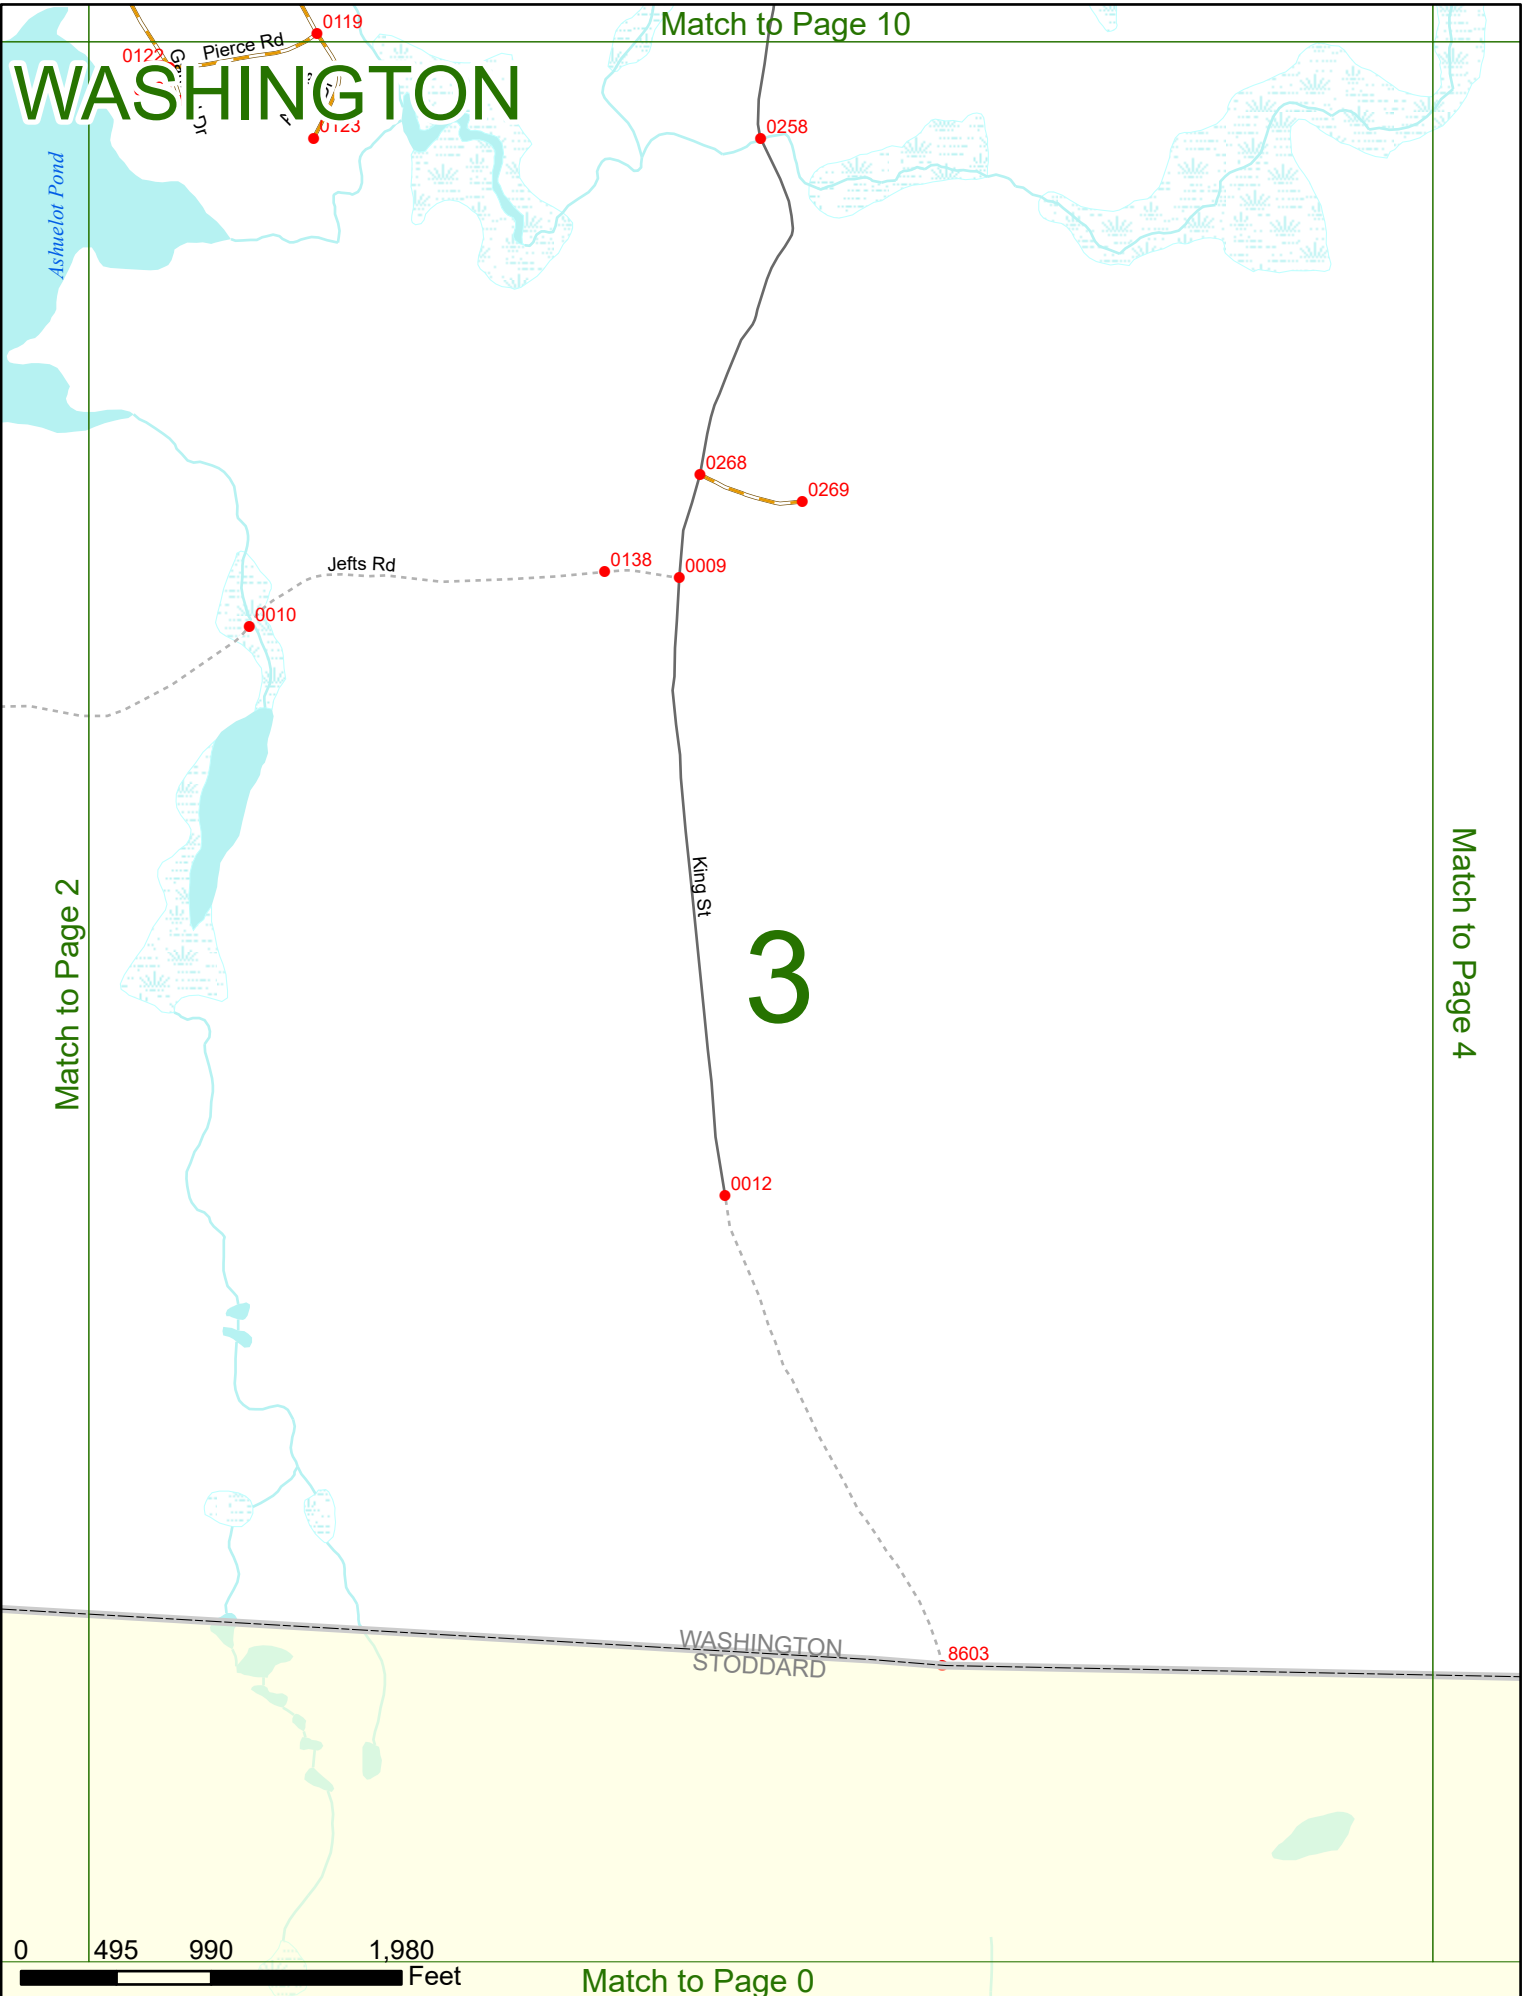 Match to Page 10
0119
Pierce Rd
0122
WASHINGTON
Dr
0123
0258
Ashuelot Pond
0268
0269
Jefts Rd
0138
0009
0010
King St
3
Match to Page 2
Match to Page 4
0012
WASHINGTON
STODDARD
8603
0 495 990 1,980
Feet
Match to Page 0